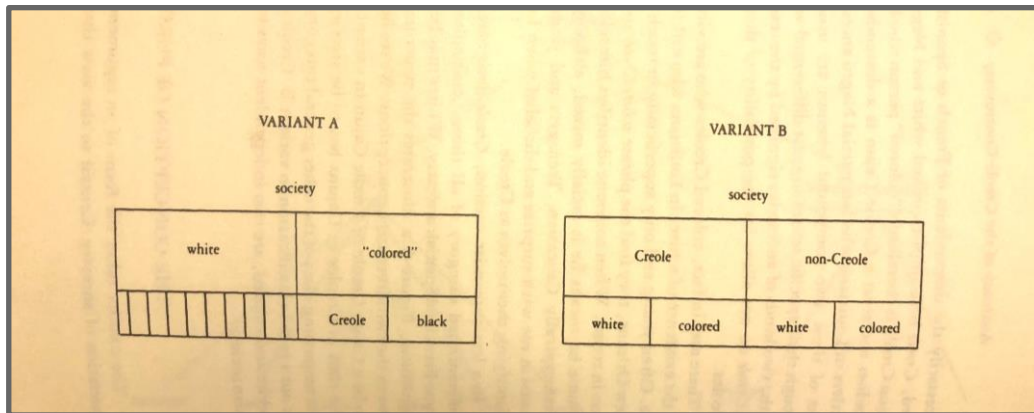 VARIANT A
society
white "colored"
Creole black
VARIANT B
society
Creole non-Creole
white colored white colored